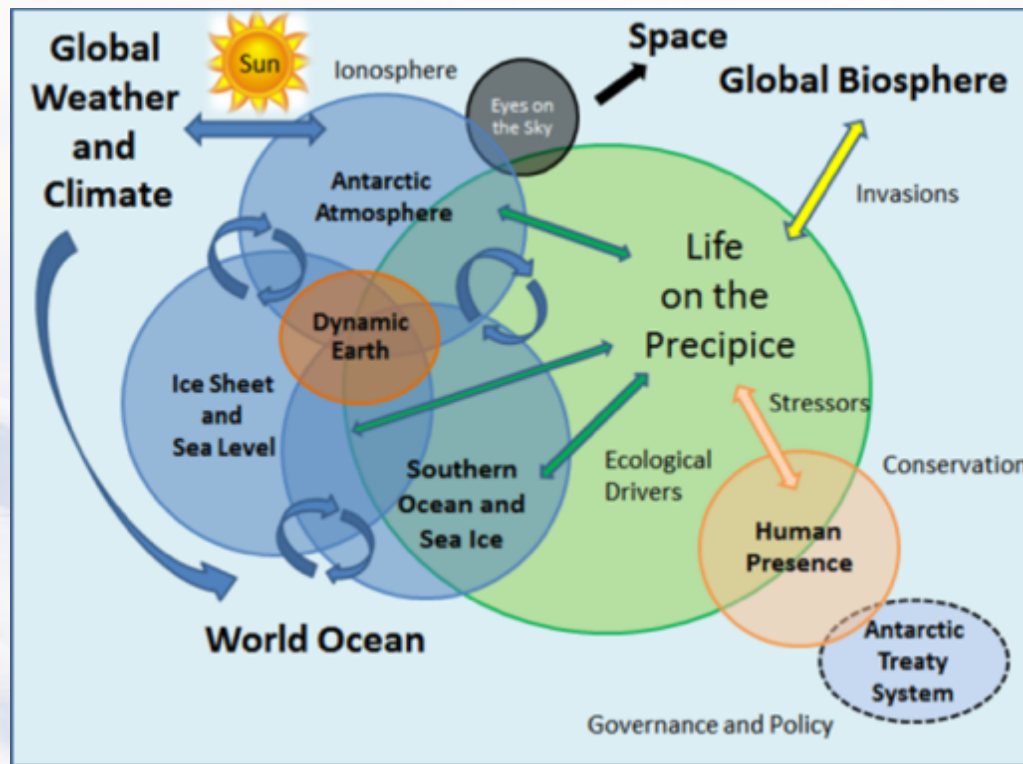 Global
Weather
and
Climate
Sun
Ionosphere
Space
Eyes on
the Sky
Global Biosphere
Invasions
Antarctic
Atmosphere
Life
on the
Precipice
Dynamic
Earth
Ice Sheet
and
Sea Level
Stressors
Southern
Ocean and
Sea Ice
Ecological
Drivers
Conservation
Human
Presence
World Ocean
Antarctic
Treaty
System
Governance and Policy